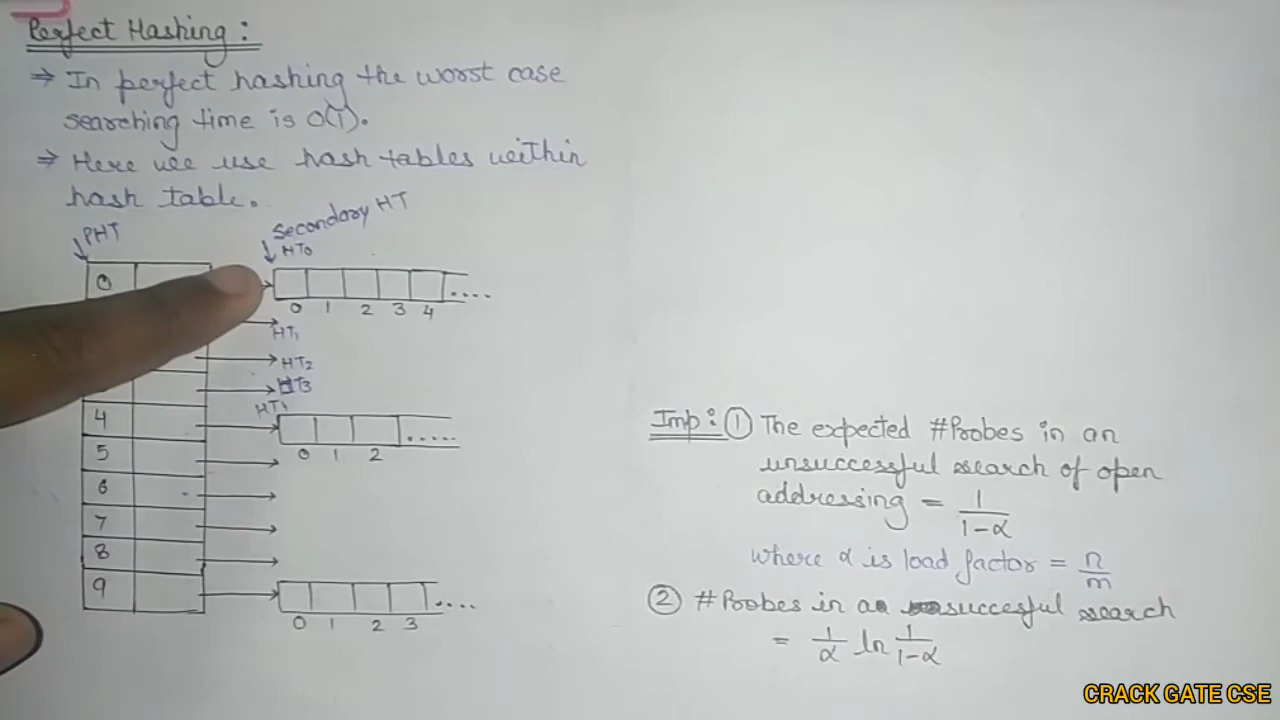 Perfect Hashing :
⇒ In perfect hashing the worst case
searching time is O(1).
⇒ Here we use hash tables within
hash table.
PHT
Secondary HT
HT0
0
0 1 2 3 4
HT1
HT2
HT3
4
0 1 2
5
6
7
8
9
0 1 2 3
Imp: ① The expected #Probes in an
unsuccessful search of open
addressing = 1/(1-α)
where α is load factor = n/m
② #Probes in a succesful search
= 1/α ln 1/(1-α)
CRACK GATE CSE